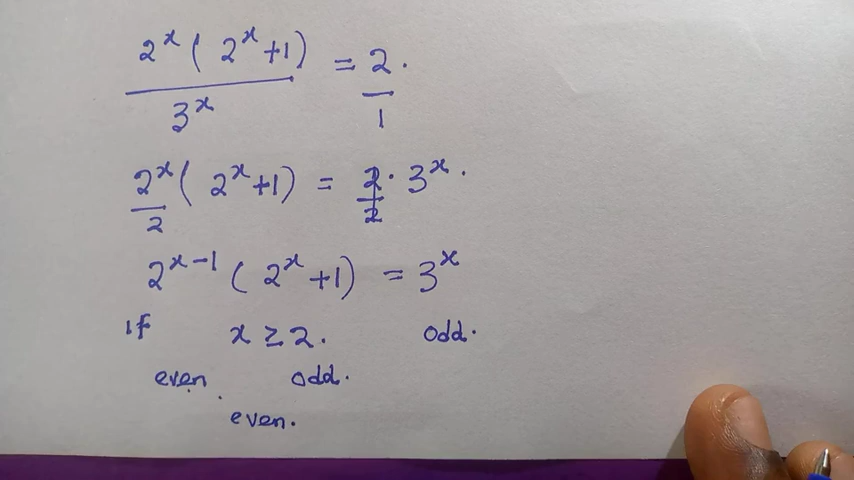 2^x ( 2^x +1) / 3^x = 2. / 1
2^x / 2 ( 2^x +1) = 2 / 2 · 3^x.
2^x-1 ( 2^x +1) = 3^x
If x ≥ 2. odd.
even odd.
even.